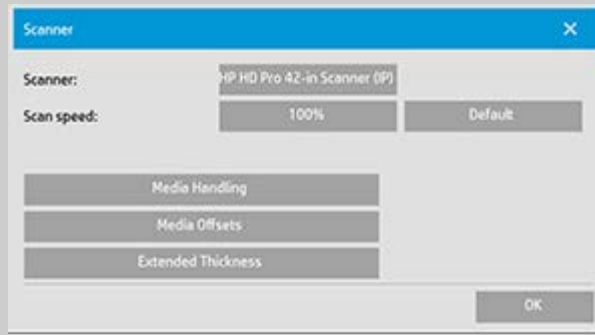 Scanner
Scanner: HP HD Pro 42-in Scanner (IP)
Scan speed: 100% Default
Media Handling
Media Offsets
Extended Thickness
OK